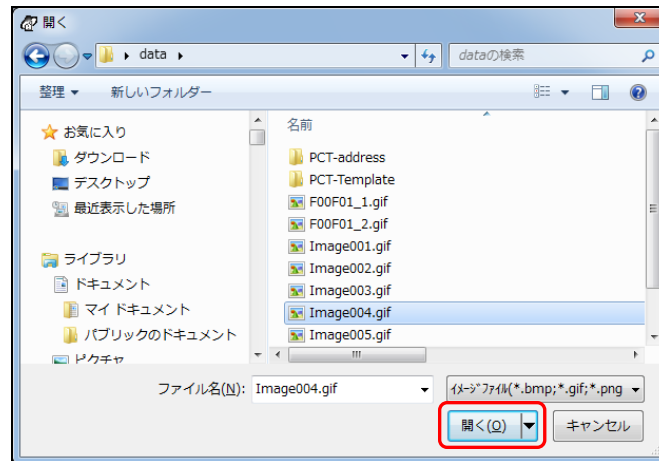 開く
data
dataの検索
整理
新しいフォルダー
お気に入り
ダウンロード
デスクトップ
最近表示した場所
ライブラリ
ドキュメント
マイ ドキュメント
パブリックのドキュメント
ピクチャ
名前
PCT-address
PCT-Template
F00F01_1.gif
F00F01_2.gif
Image001.gif
Image002.gif
Image003.gif
Image004.gif
Image005.gif
ファイル名(N): Image004.gif
ｲﾒｰｼﾞﾌｧｲﾙ(*.bmp;*.gif;*.png
開く(O) キャンセル